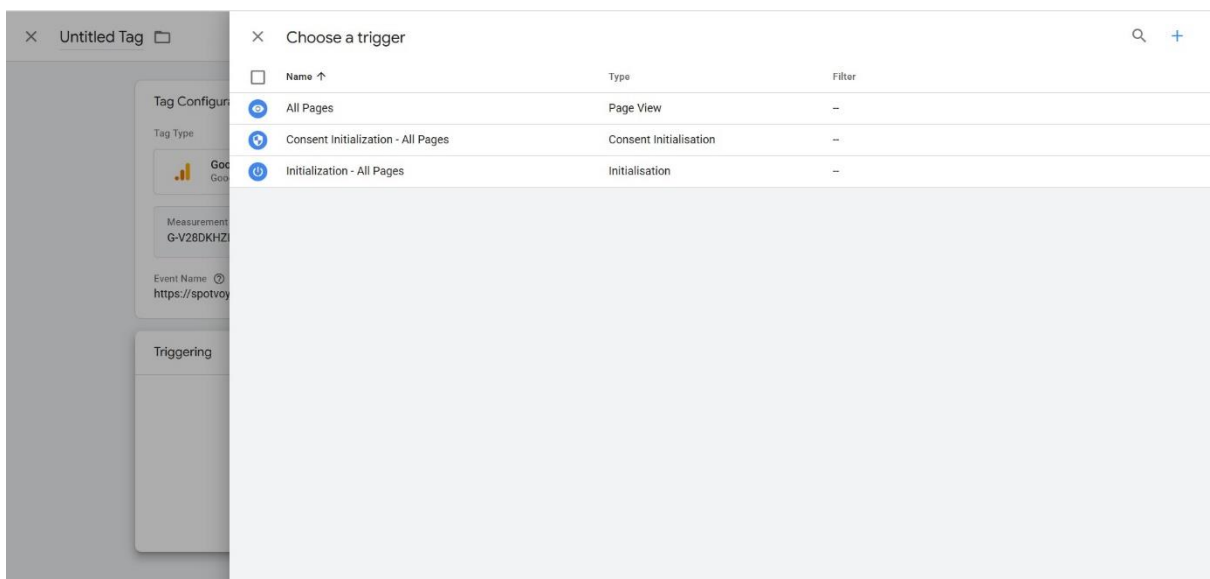 Untitled Tag
Choose a trigger
Name Type Filter
All Pages Page View --
Consent Initialization - All Pages Consent Initialisation --
Initialization - All Pages Initialisation --
Tag Configura
Tag Type
Goo
Goo
Measurement
G-V28DKHZ
Event Name
https://spotvoy
Triggering